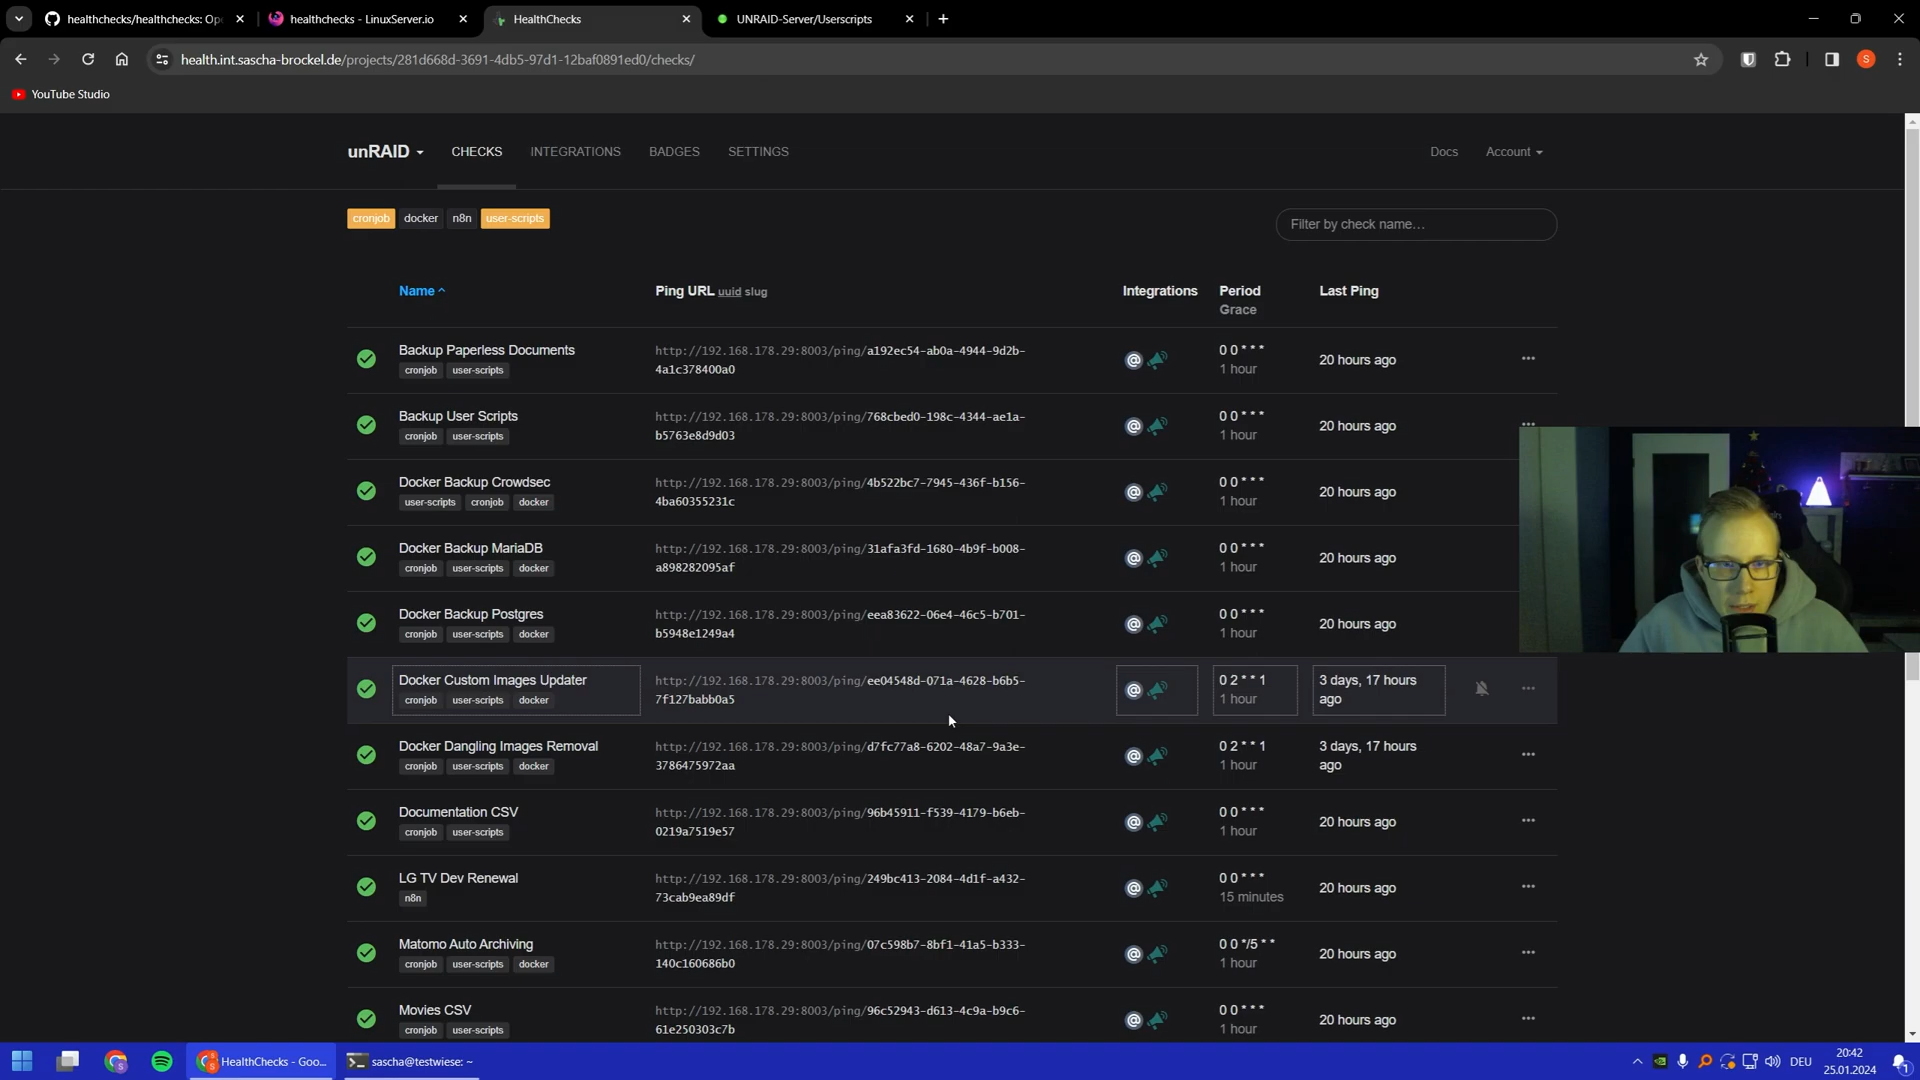 healthchecks/healthchecks: Ope
healthchecks - LinuxServer.io
HealthChecks
UNRAID-Server/Userscripts
health.int.sascha-brockel.de/projects/281d668d-3691-4db5-97d1-12baf0891ed0/checks/
S
YouTube Studio
unRAID
CHECKS
INTEGRATIONS
BADGES
SETTINGS
Docs
Account
cronjob docker n8n user-scripts
Filter by check name…
Name
Ping URL uuid slug
Integrations
Period
Grace
Last Ping
Backup Paperless Documents
cronjob user-scripts
http://192.168.178.29:8003/ping/a192ec54-ab0a-4944-9d2b-
4a1c378400a0
@
0 0 * * *
1 hour
20 hours ago
Backup User Scripts
cronjob user-scripts
http://192.168.178.29:8003/ping/768cbed0-198c-4344-ae1a-
b5763e8d9d03
@
0 0 * * *
1 hour
20 hours ago
Docker Backup Crowdsec
user-scripts cronjob docker
http://192.168.178.29:8003/ping/4b522bc7-7945-436f-b156-
4ba60355231c
@
0 0 * * *
1 hour
20 hours ago
Docker Backup MariaDB
cronjob user-scripts docker
http://192.168.178.29:8003/ping/31afa3fd-1680-4b9f-b008-
a898282095af
@
0 0 * * *
1 hour
20 hours ago
Docker Backup Postgres
cronjob user-scripts docker
http://192.168.178.29:8003/ping/eea83622-06e4-46c5-b701-
b5948e1249a4
@
0 0 * * *
1 hour
20 hours ago
Docker Custom Images Updater
cronjob user-scripts docker
http://192.168.178.29:8003/ping/ee04548d-071a-4628-b6b5-
7f127babb0a5
@
0 2 * * 1
1 hour
3 days, 17 hours
ago
Docker Dangling Images Removal
cronjob user-scripts docker
http://192.168.178.29:8003/ping/d7fc77a8-6202-48a7-9a3e-
3786475972aa
@
0 2 * * 1
1 hour
3 days, 17 hours
ago
Documentation CSV
cronjob user-scripts
http://192.168.178.29:8003/ping/96b45911-f539-4179-b6eb-
0219a7519e57
@
0 0 * * *
1 hour
20 hours ago
LG TV Dev Renewal
n8n
http://192.168.178.29:8003/ping/249bc413-2084-4d1f-a432-
73cab9ea89df
@
0 0 * * *
15 minutes
20 hours ago
Matomo Auto Archiving
cronjob user-scripts docker
http://192.168.178.29:8003/ping/07c598b7-8bf1-41a5-b333-
140c160686b0
@
0 0 */5 * *
1 hour
20 hours ago
Movies CSV
cronjob user-scripts
http://192.168.178.29:8003/ping/96c52943-d613-4c9a-b9c6-
61e250303c7b
@
0 0 * * *
1 hour
20 hours ago
HealthChecks - Goo...
sascha@testwiese: ~
DEU
20:42
25.01.2024
1